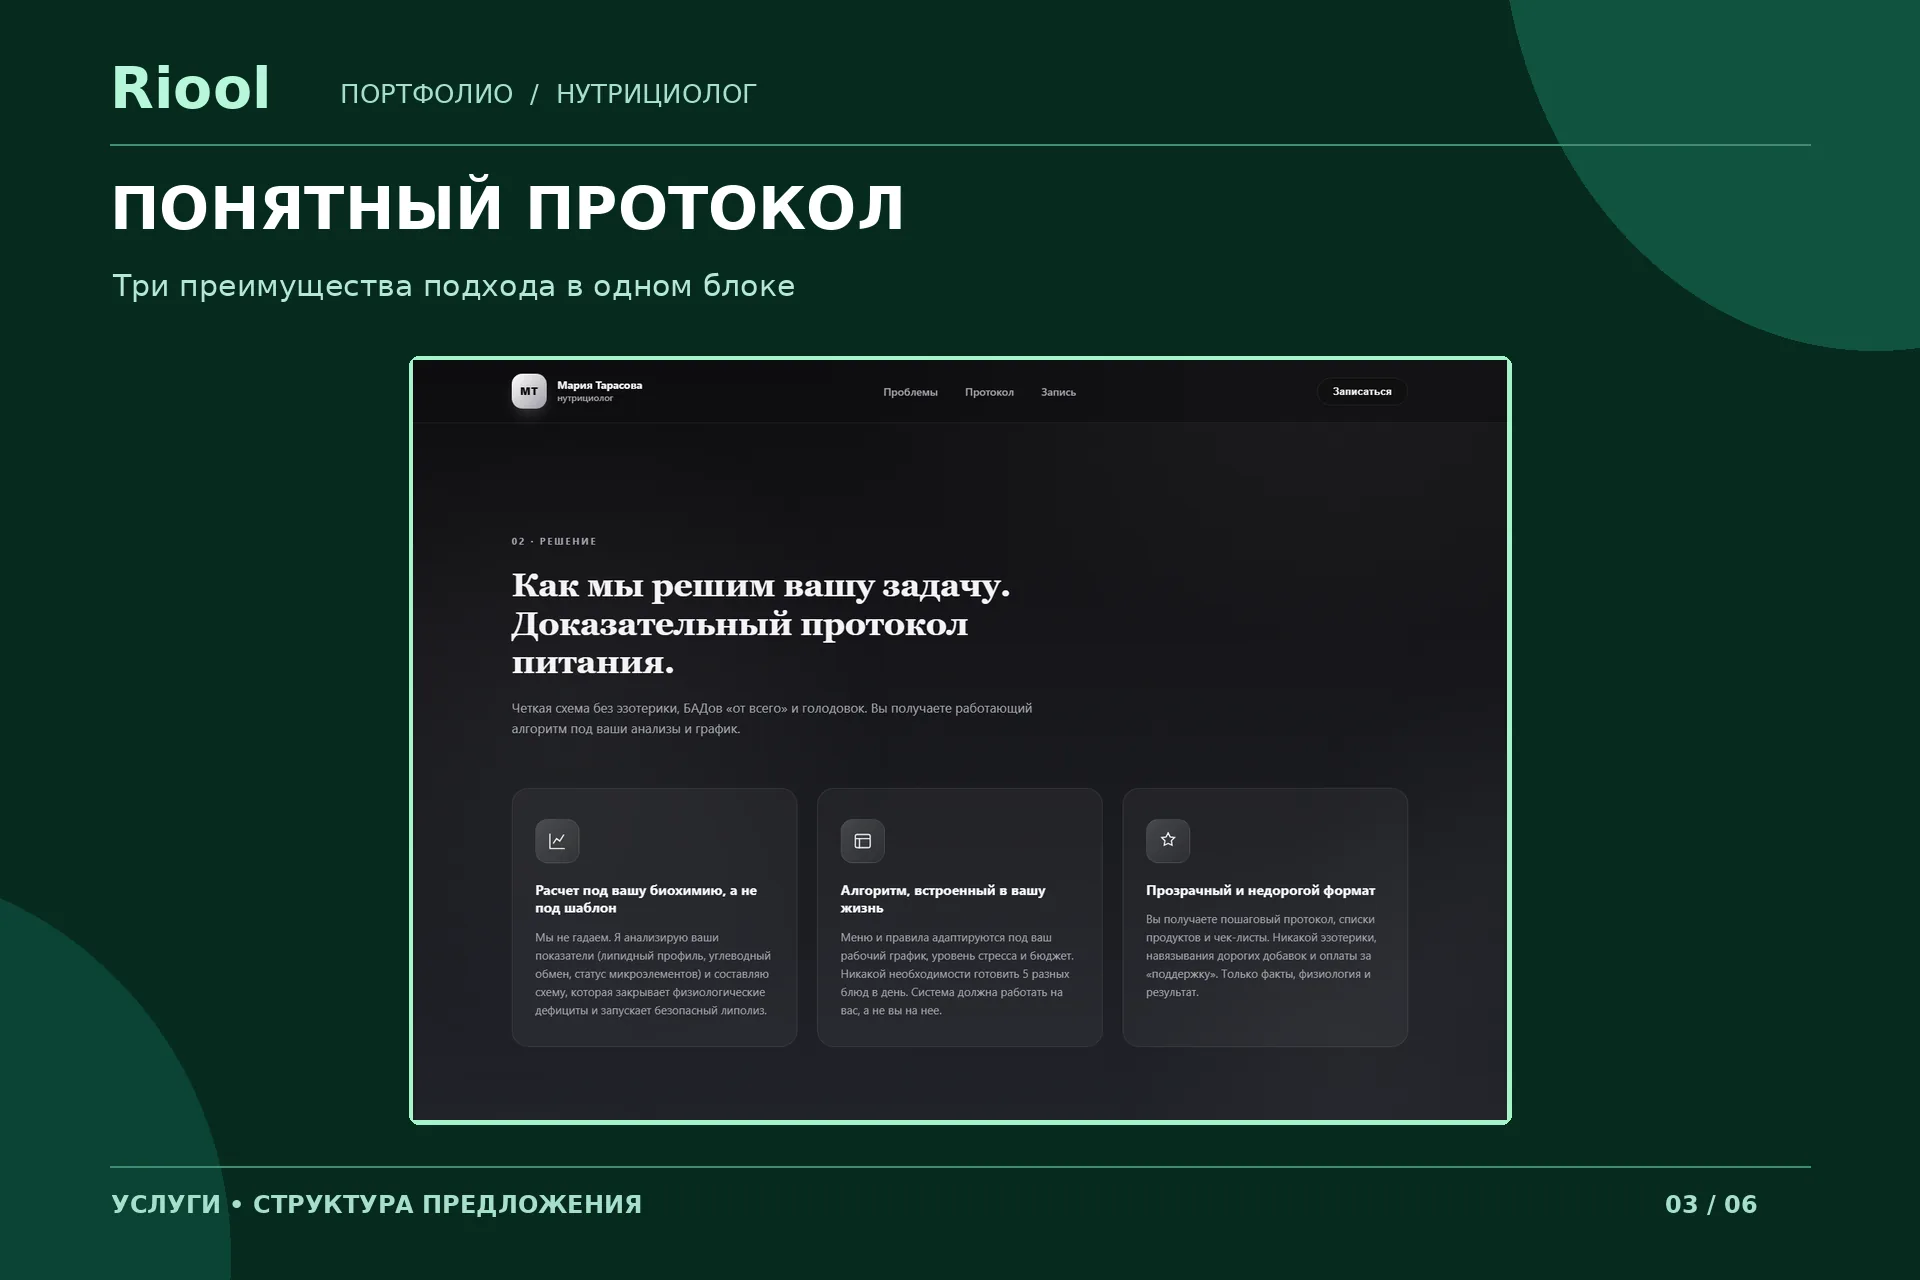 Riool
ПОРТФОЛИО / НУТРИЦИОЛОГ
ПОНЯТНЫЙ ПРОТОКОЛ
Три преимущества подхода в одном блоке
МТ
Мария Тарасова
нутрициолог
Проблемы
Протокол
Запись
Записаться
02 · РЕШЕНИЕ
Как мы решим вашу задачу.
Доказательный протокол
питания.
Четкая схема без эзотерики, БАДов «от всего» и голодовок. Вы получаете работающий
алгоритм под ваши анализы и график.
Расчет под вашу биохимию, а не
под шаблон
Мы не гадаем. Я анализирую ваши
показатели (липидный профиль, углеводный
обмен, статус микроэлементов) и составляю
схему, которая закрывает физиологические
дефициты и запускает безопасный липолиз.
Алгоритм, встроенный в вашу
жизнь
Меню и правила адаптируются под ваш
рабочий график, уровень стресса и бюджет.
Никакой необходимости готовить 5 разных
блюд в день. Система должна работать на
вас, а не вы на нее.
Прозрачный и недорогой формат
Вы получаете пошаговый протокол, списки
продуктов и чек-листы. Никакой эзотерики,
навязывания дорогих добавок и оплаты за
«поддержку». Только факты, физиология и
результат.
УСЛУГИ • СТРУКТУРА ПРЕДЛОЖЕНИЯ
03 / 06